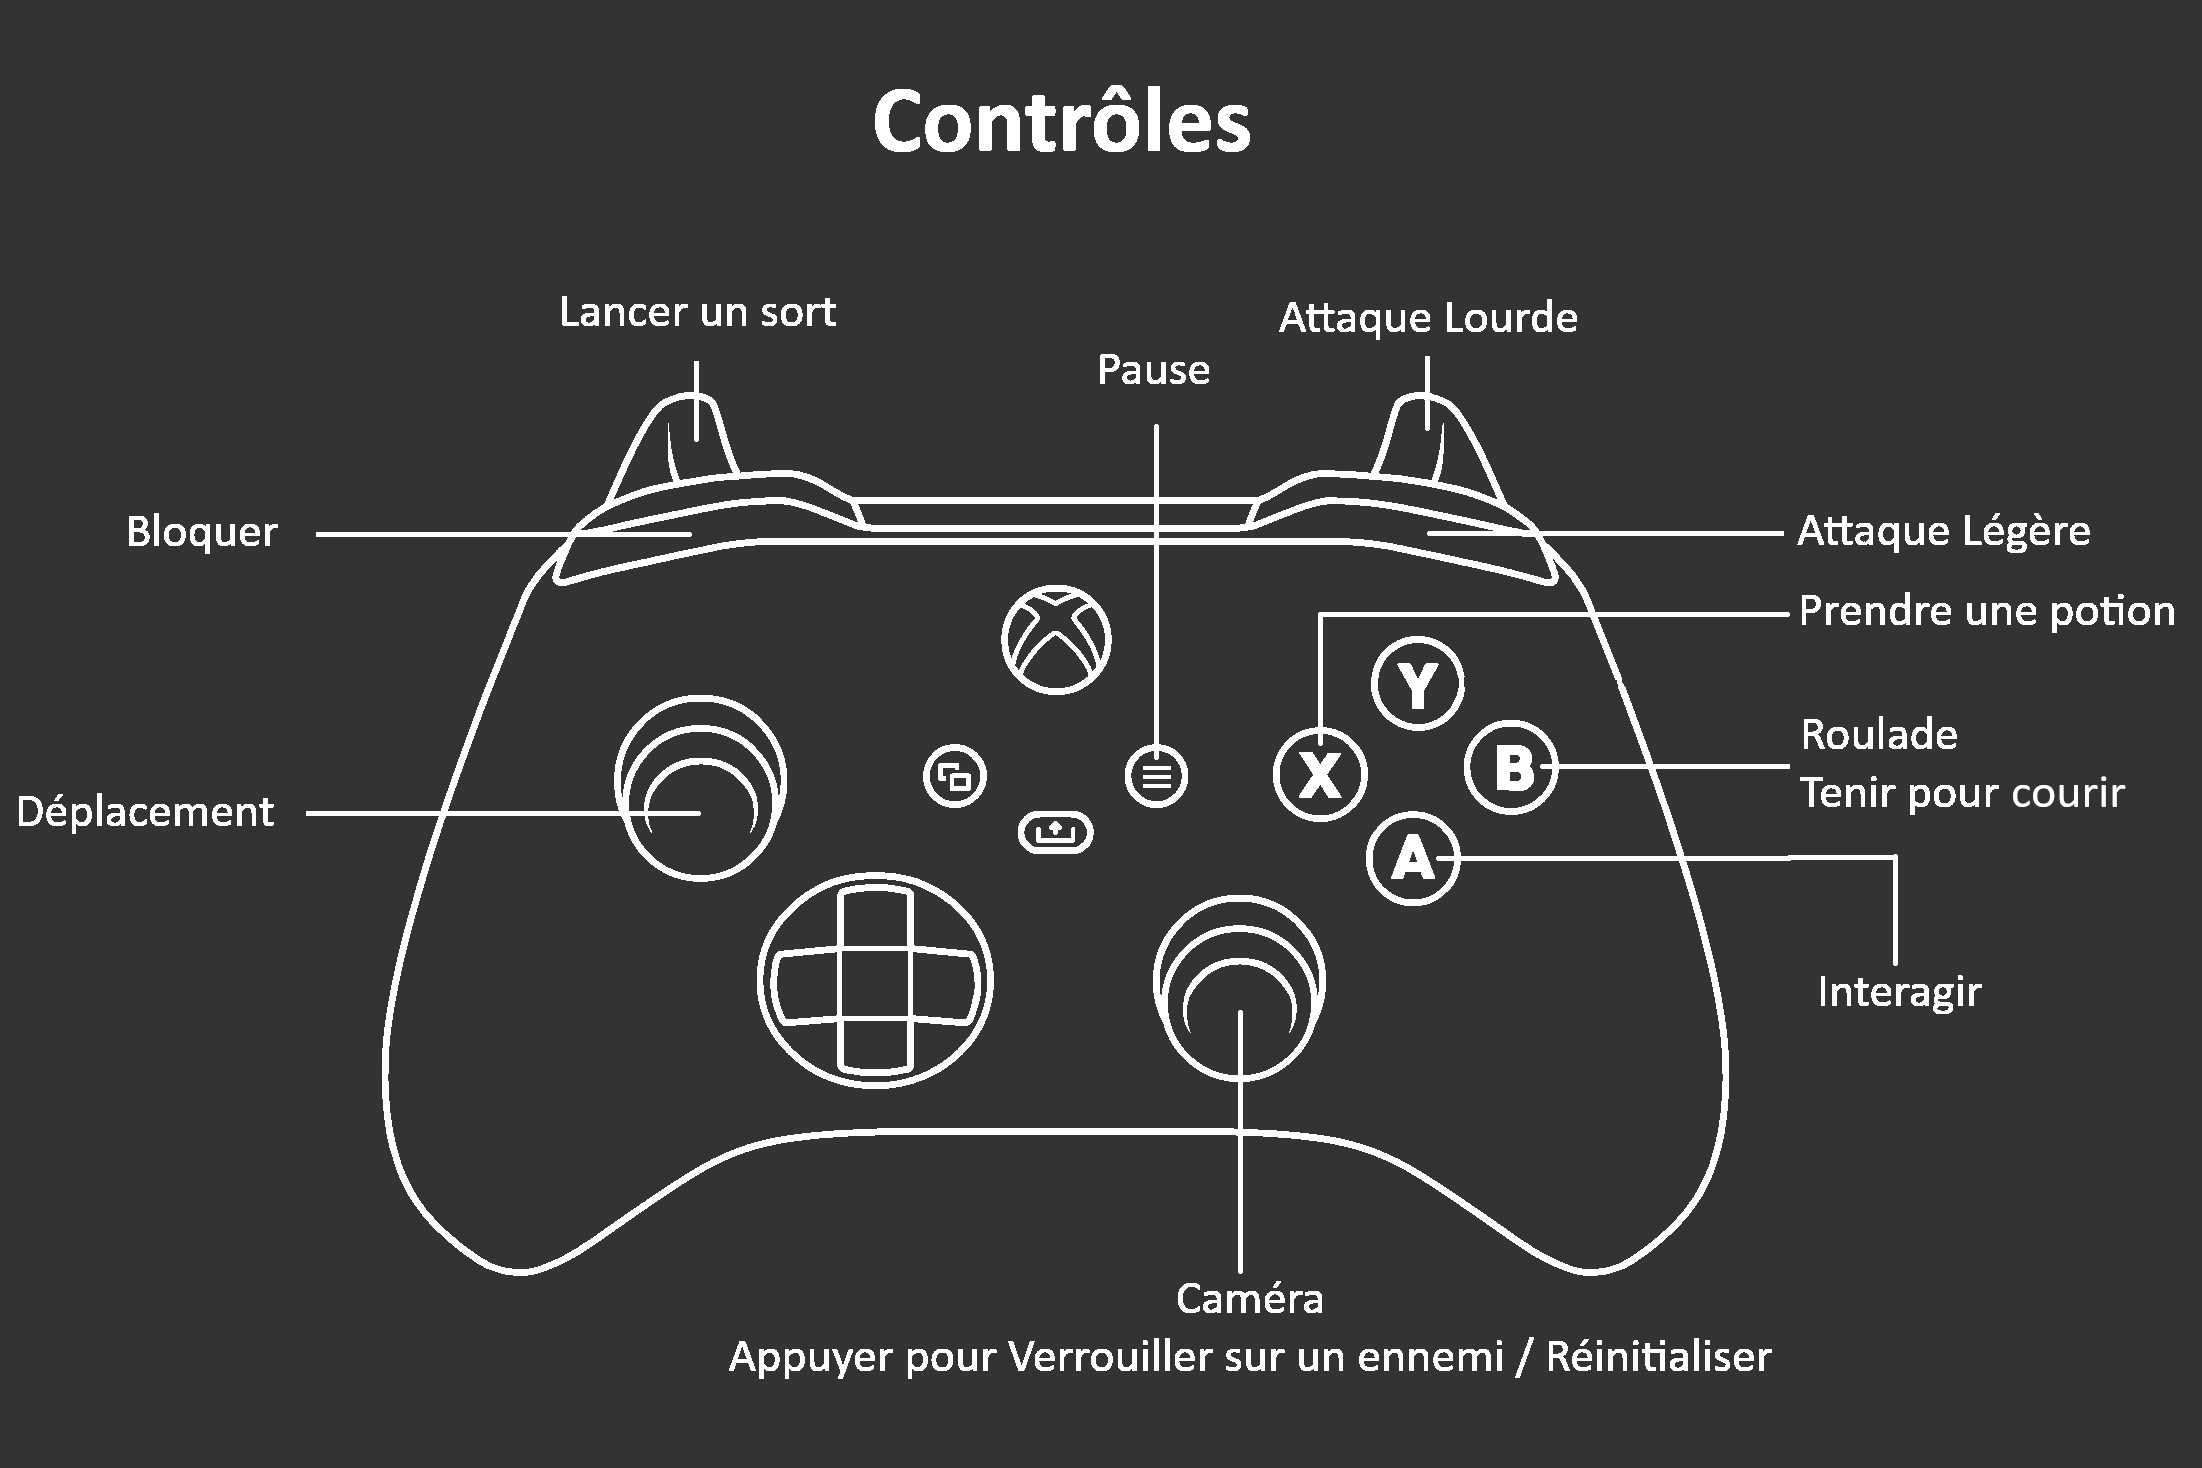 Contrôles
Lancer un sort
Attaque Lourde
Pause
Bloquer
Attaque Légère
Prendre une potion
Y
X
B
Roulade
Tenir pour courir
Déplacement
A
Interagir
Caméra
Appuyer pour Verrouiller sur un ennemi / Réinitialiser